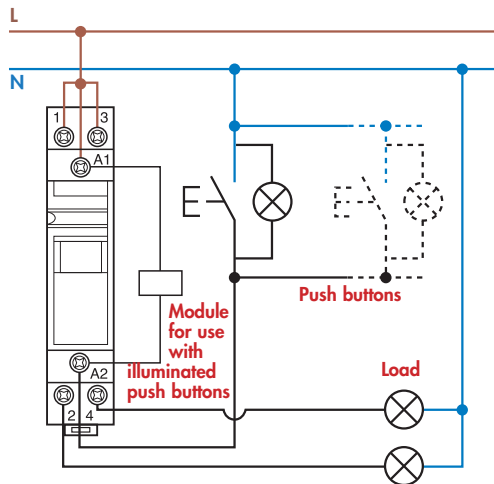 L
N
1
3
A1
Module
for use
with
illuminated
push buttons
Push buttons
A2
Load
2
4